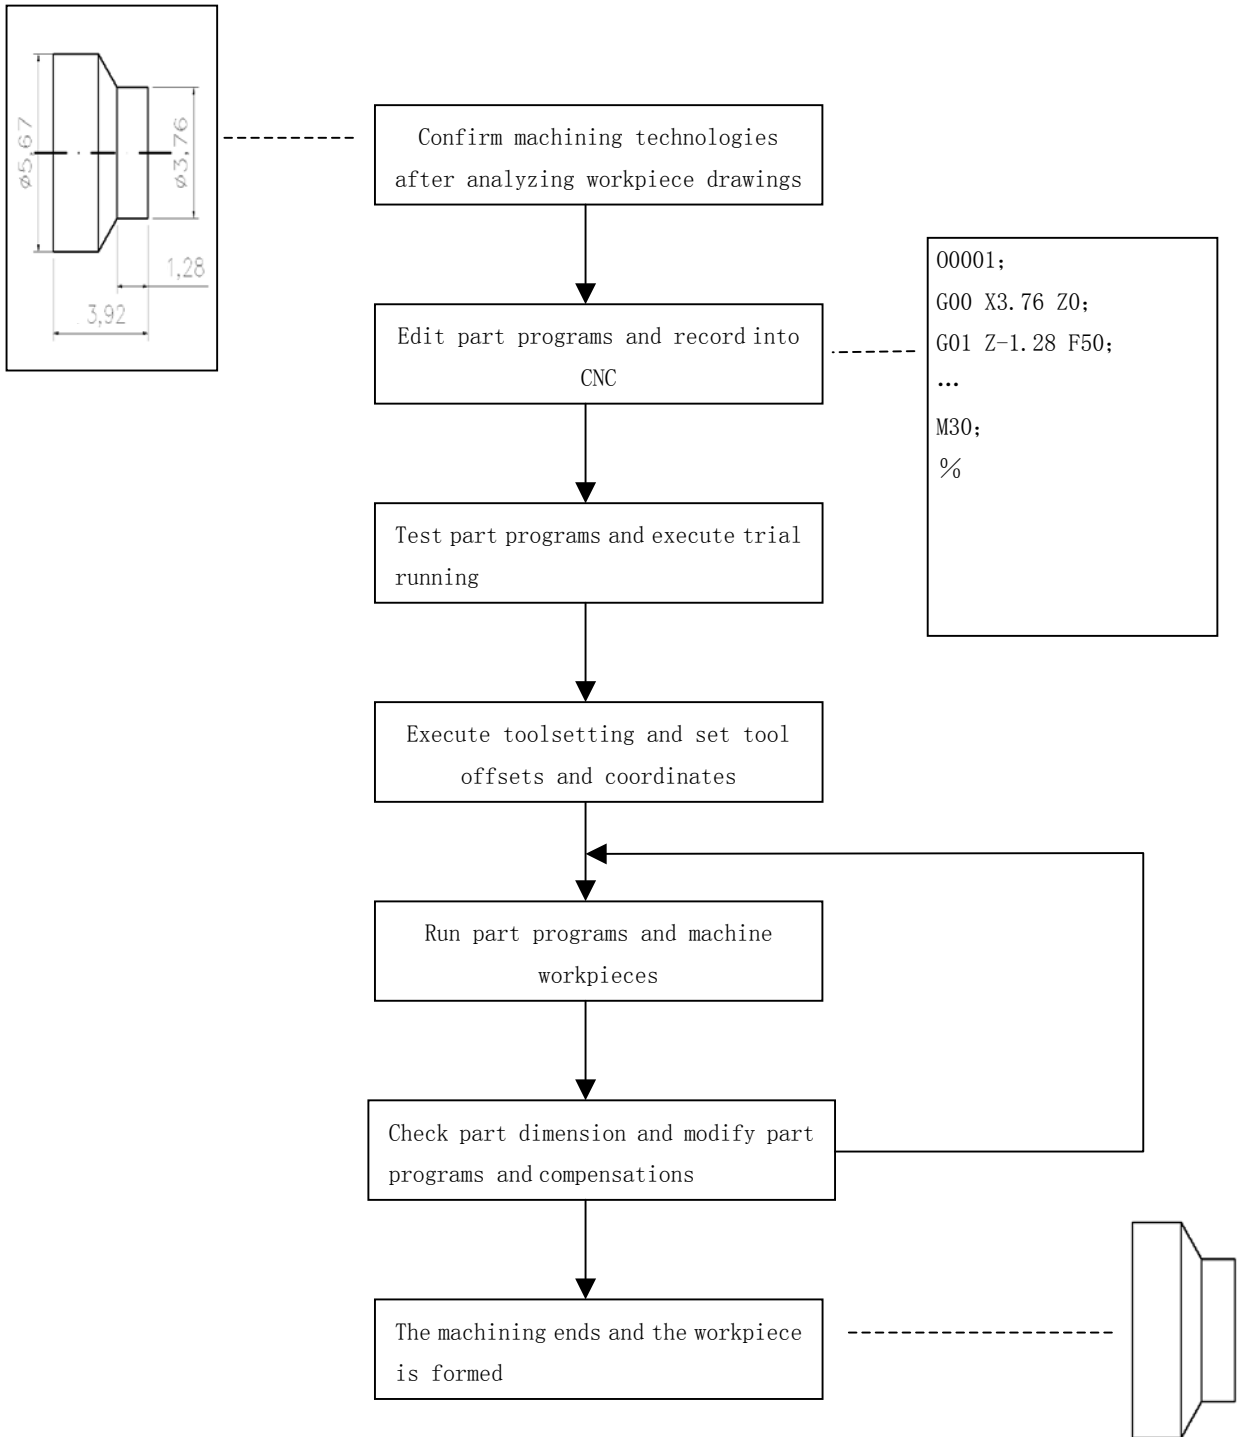 ø5,67
ø3,76
1,28
3,92
Confirm machining technologies
after analyzing workpiece drawings
Edit part programs and record into
CNC
O0001;
G00 X3.76 Z0;
G01 Z-1.28 F50;
…
M30;
%
Test part programs and execute trial
running
Execute toolsetting and set tool
offsets and coordinates
Run part programs and machine
workpieces
Check part dimension and modify part
programs and compensations
The machining ends and the workpiece
is formed